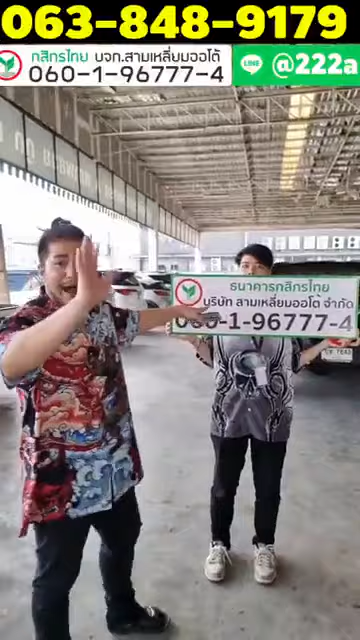 063-848-9179
กสิกรไทย บจก.สามเหลี่ยมออโต้
060-1-96777-4
LINE @222a
ธนาคารกสิกรไทย
บริษัท สามเหลี่ยมออโต้ จำกัด
060-1-96777-4